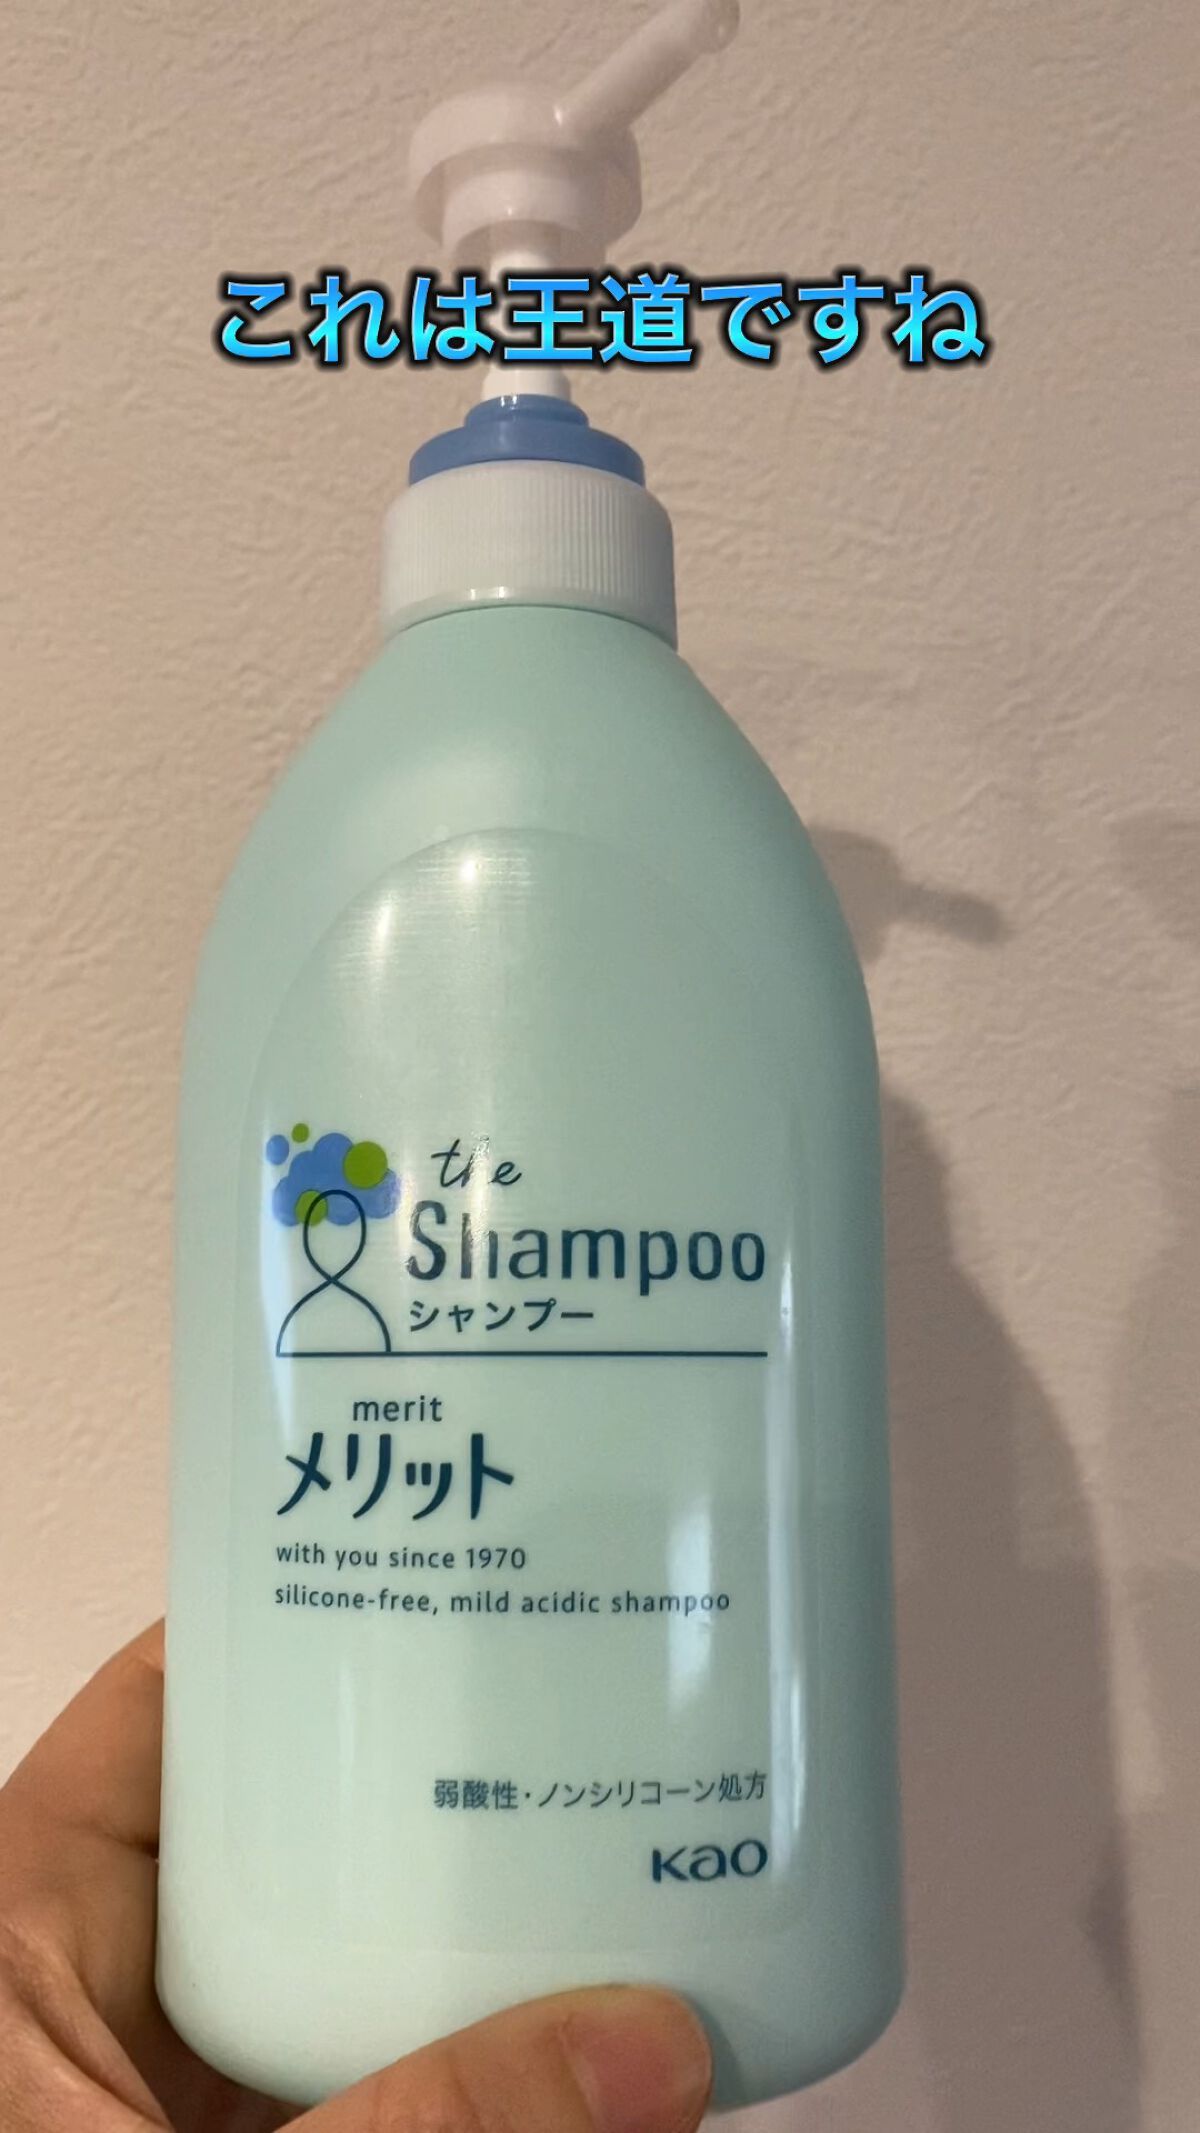 これは王道ですね
the
Shampoo
シャンプー
merit
メリット
with you since 1970
silicone-free, mild acidic shampoo
弱酸性・ノンシリコーン処方
Kao